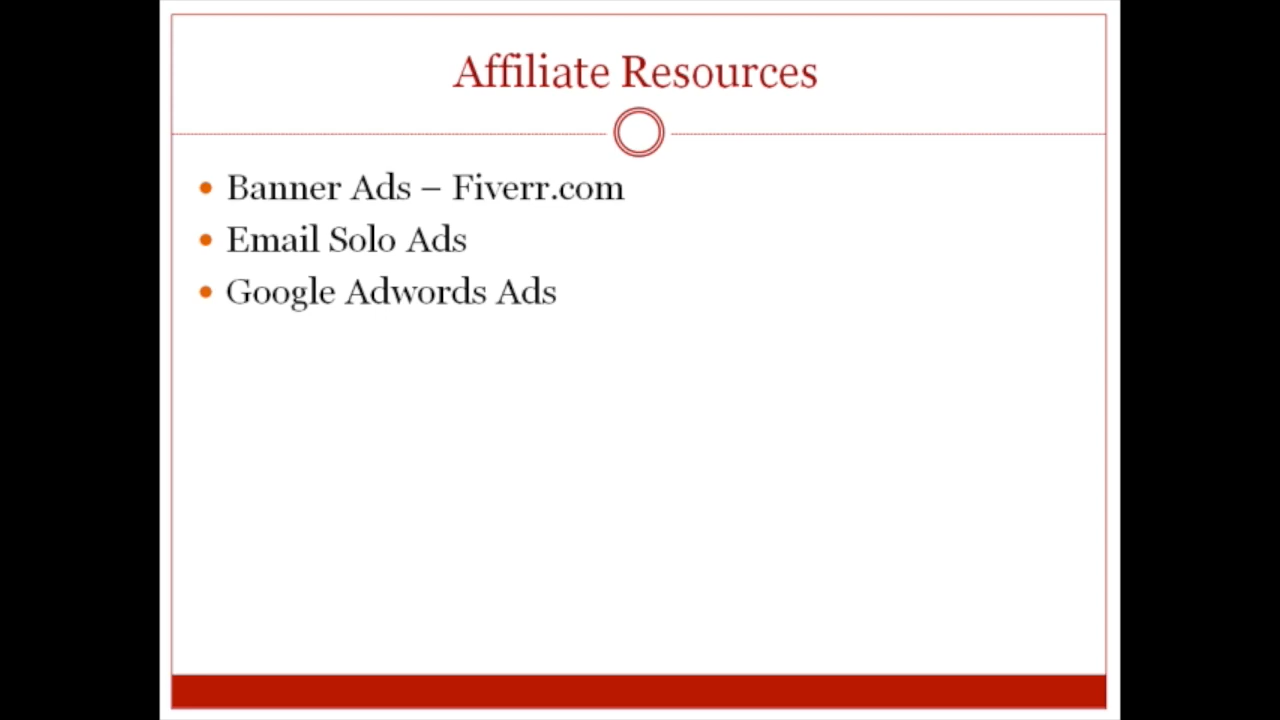 Affiliate Resources
• Banner Ads – Fiverr.com
• Email Solo Ads
• Google Adwords Ads